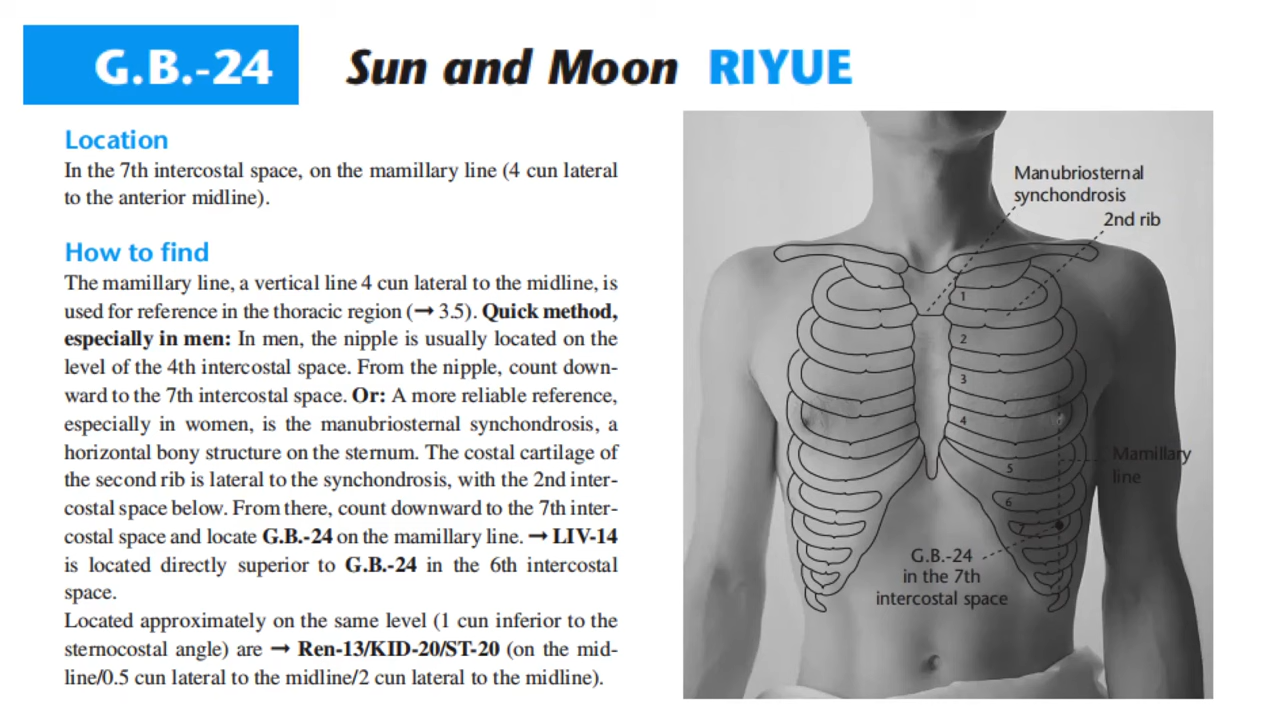 G.B.-24 Sun and Moon RIYUE
Location
In the 7th intercostal space, on the mamillary line (4 cun lateral
to the anterior midline).
How to find
The mamillary line, a vertical line 4 cun lateral to the midline, is
used for reference in the thoracic region (→ 3.5). Quick method,
especially in men: In men, the nipple is usually located on the
level of the 4th intercostal space. From the nipple, count down-
ward to the 7th intercostal space. Or: A more reliable reference,
especially in women, is the manubriosternal synchondrosis, a
horizontal bony structure on the sternum. The costal cartilage of
the second rib is lateral to the synchondrosis, with the 2nd inter-
costal space below. From there, count downward to the 7th inter-
costal space and locate G.B.-24 on the mamillary line. → LIV-14
is located directly superior to G.B.-24 in the 6th intercostal
space.
Located approximately on the same level (1 cun inferior to the
sternocostal angle) are → Ren-13/KID-20/ST-20 (on the mid-
line/0.5 cun lateral to the midline/2 cun lateral to the midline).
Manubriosternal
synchondrosis
2nd rib
1
2
3
4
5
6
7
Mamillary
line
G.B.-24
in the 7th
intercostal space